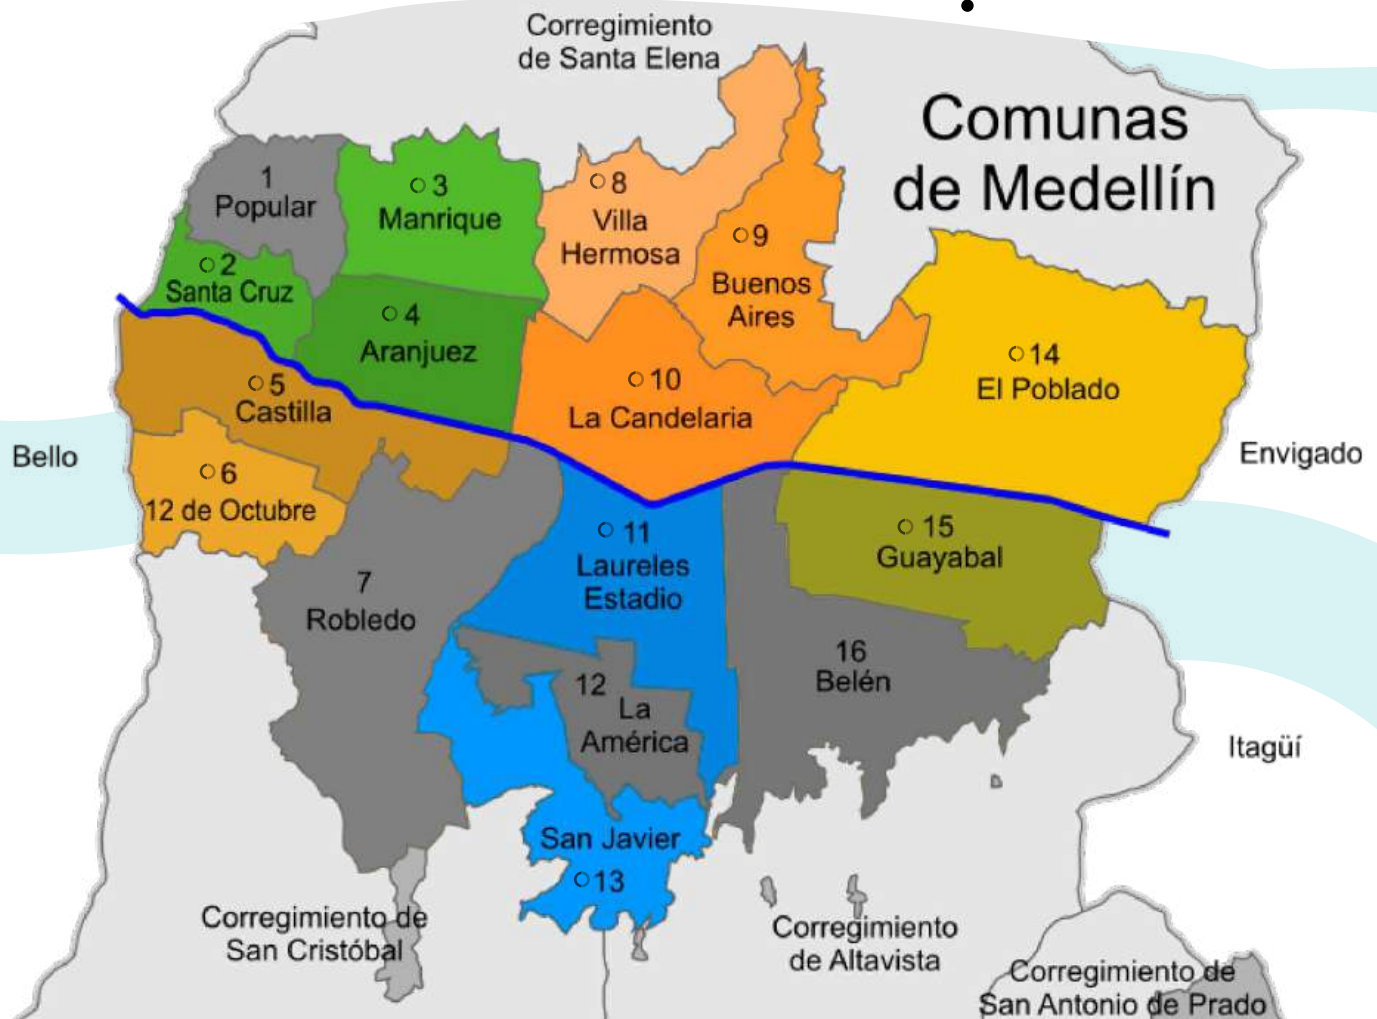 Corregimiento
de Santa Elena
Comunas
de Medellín
1
Popular
3
Manrique
8
Villa
Hermosa
9
Buenos
Aires
2
Santa Cruz
4
Aranjuez
14
El Poblado
5
Castilla
10
La Candelaria
Bello
Envigado
6
12 de Octubre
11
Laureles
Estadio
15
Guayabal
7
Robledo
16
Belén
12
La
América
Itagüí
San Javier
13
Corregimiento de
San Cristóbal
Corregimiento
de Altavista
Corregimiento de
San Antonio de Prado